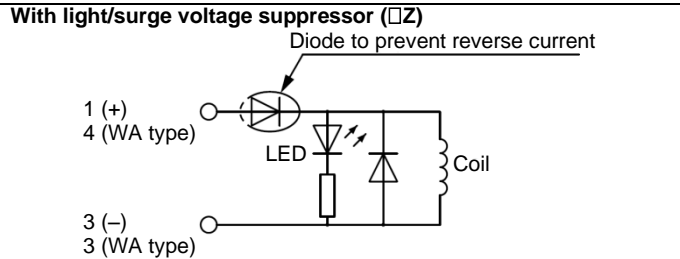 With light/surge voltage suppressor (□Z)
Diode to prevent reverse current
1 (+)
4 (WA type)
LED
Coil
3 (–)
3 (WA type)